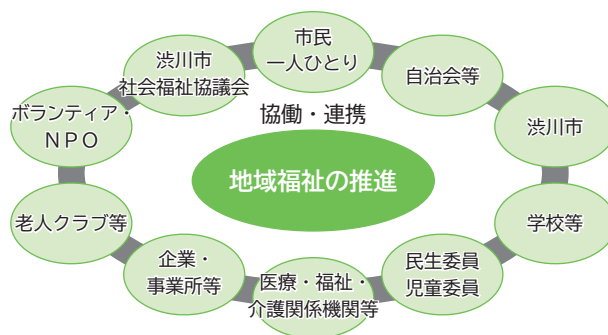 市民
一人ひとり
自治会等
渋川市
学校等
民生委員
児童委員
医療・福祉・
介護関係機関等
企業・
事業所等
老人クラブ等
ボランティア・
ＮＰＯ
渋川市
社会福祉協議会
協働・連携
地域福祉の推進